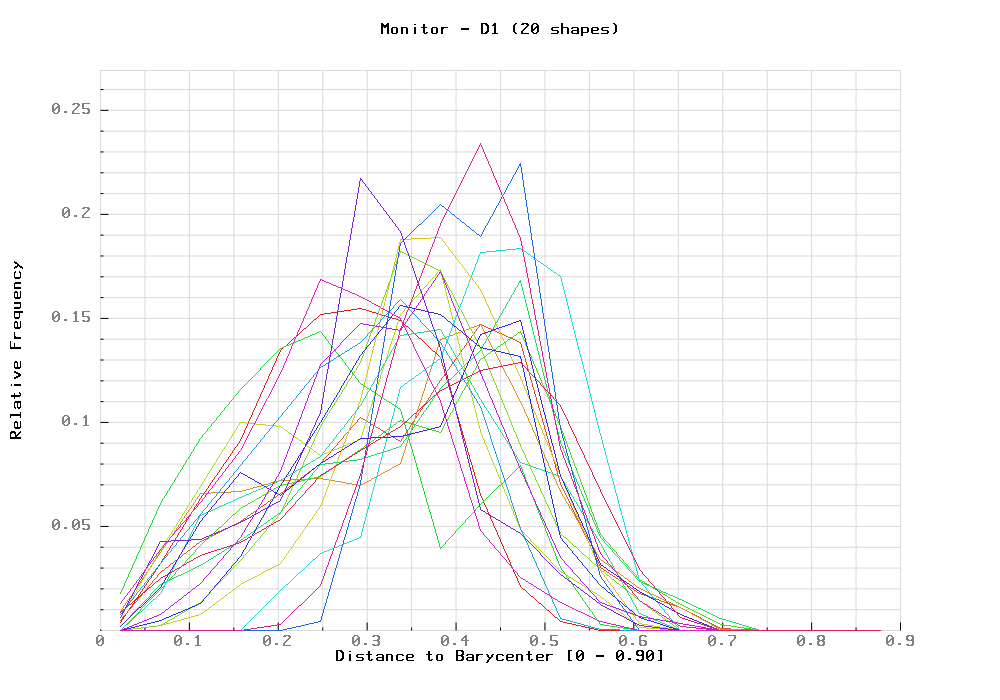 Monitor - D1 (20 shapes)
0.25
0.2
0.15
0.1
0.05
Relative Frequency
0 0.1 0.2 0.3 0.4 0.5 0.6 0.7 0.8 0.9
Distance to Barycenter [0 - 0.90]